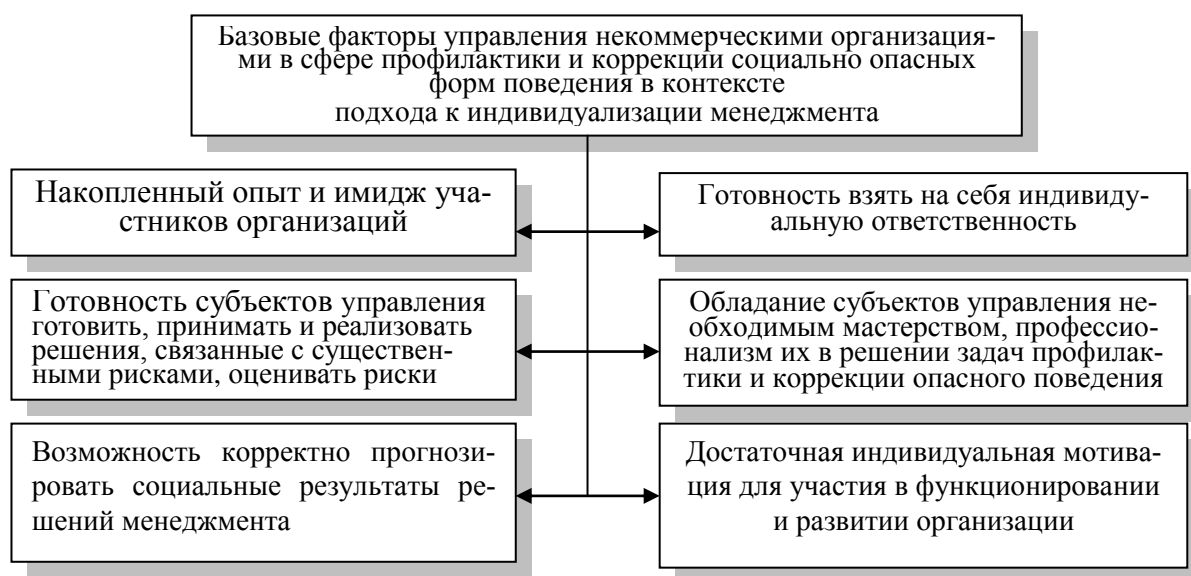 Базовые факторы управления некоммерческими организация-
ми в сфере профилактики и коррекции социально опасных
форм поведения в контексте
подхода к индивидуализации менеджмента
Накопленный опыт и имидж уча-
стников организаций
Готовность взять на себя индивиду-
альную ответственность
Готовность субъектов управления
готовить, принимать и реализовать
решения, связанные с существен-
ными рисками, оценивать риски
Обладание субъектов управления не-
обходимым мастерством, профессио-
нализм их в решении задач профилак-
тики и коррекции опасного поведения
Возможность корректно прогнози-
ровать социальные результаты ре-
шений менеджмента
Достаточная индивидуальная мотива-
ция для участия в функционировании
и развитии организации